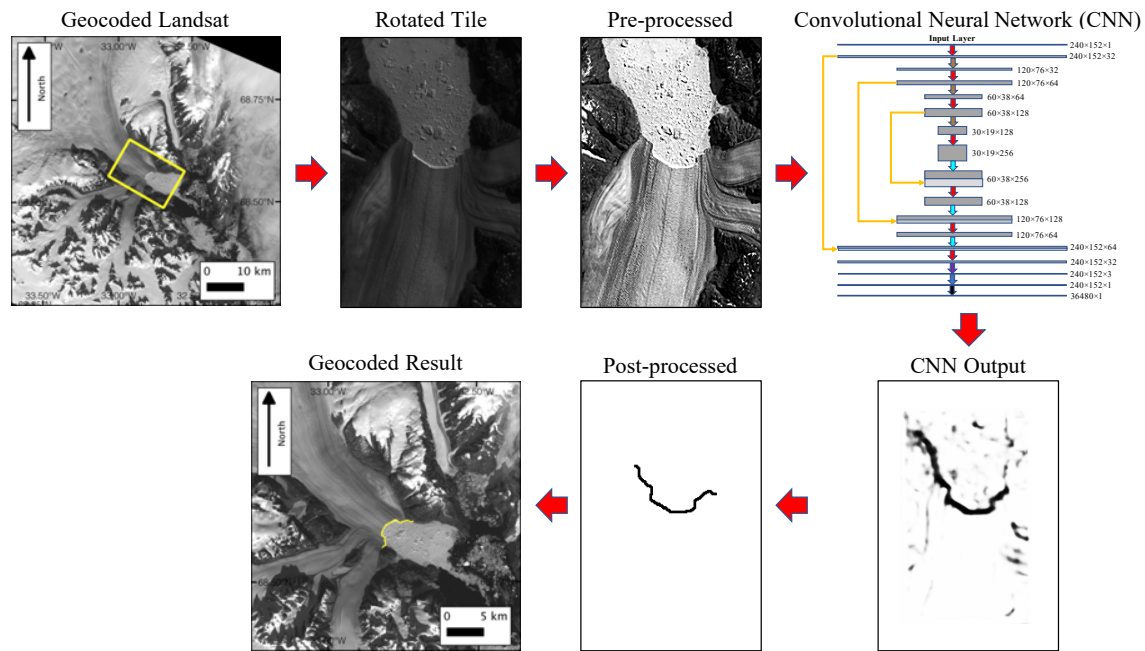 Geocoded Landsat
Rotated Tile
Pre-processed
Convolutional Neural Network (CNN)
33.00°W
32.50°W
North
68.75°N
68.50°N
0 10 km
33.50°W 33.00°W
Input Layer
240×152×1
240×152×32
120×76×32
120×76×64
60×38×64
60×38×128
30×19×128
30×19×256
60×38×256
60×38×128
120×76×128
120×76×64
240×152×64
240×152×32
240×152×3
240×152×1
36480×1
Geocoded Result
Post-processed
CNN Output
33.00°W
North
0 5 km